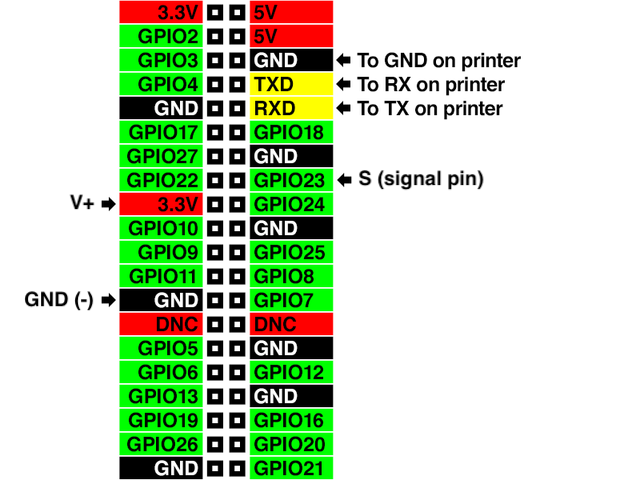 3.3V 5V
GPIO2 5V
GPIO3 GND To GND on printer
GPIO4 TXD To RX on printer
GND RXD To TX on printer
GPIO17 GPIO18
GPIO27 GND
GPIO22 GPIO23 S (signal pin)
V+ 3.3V GPIO24
GPIO10 GND
GPIO9 GPIO25
GPIO11 GPIO8
GND (-) GND GPIO7
DNC DNC
GPIO5 GND
GPIO6 GPIO12
GPIO13 GND
GPIO19 GPIO16
GPIO26 GPIO20
GND GPIO21